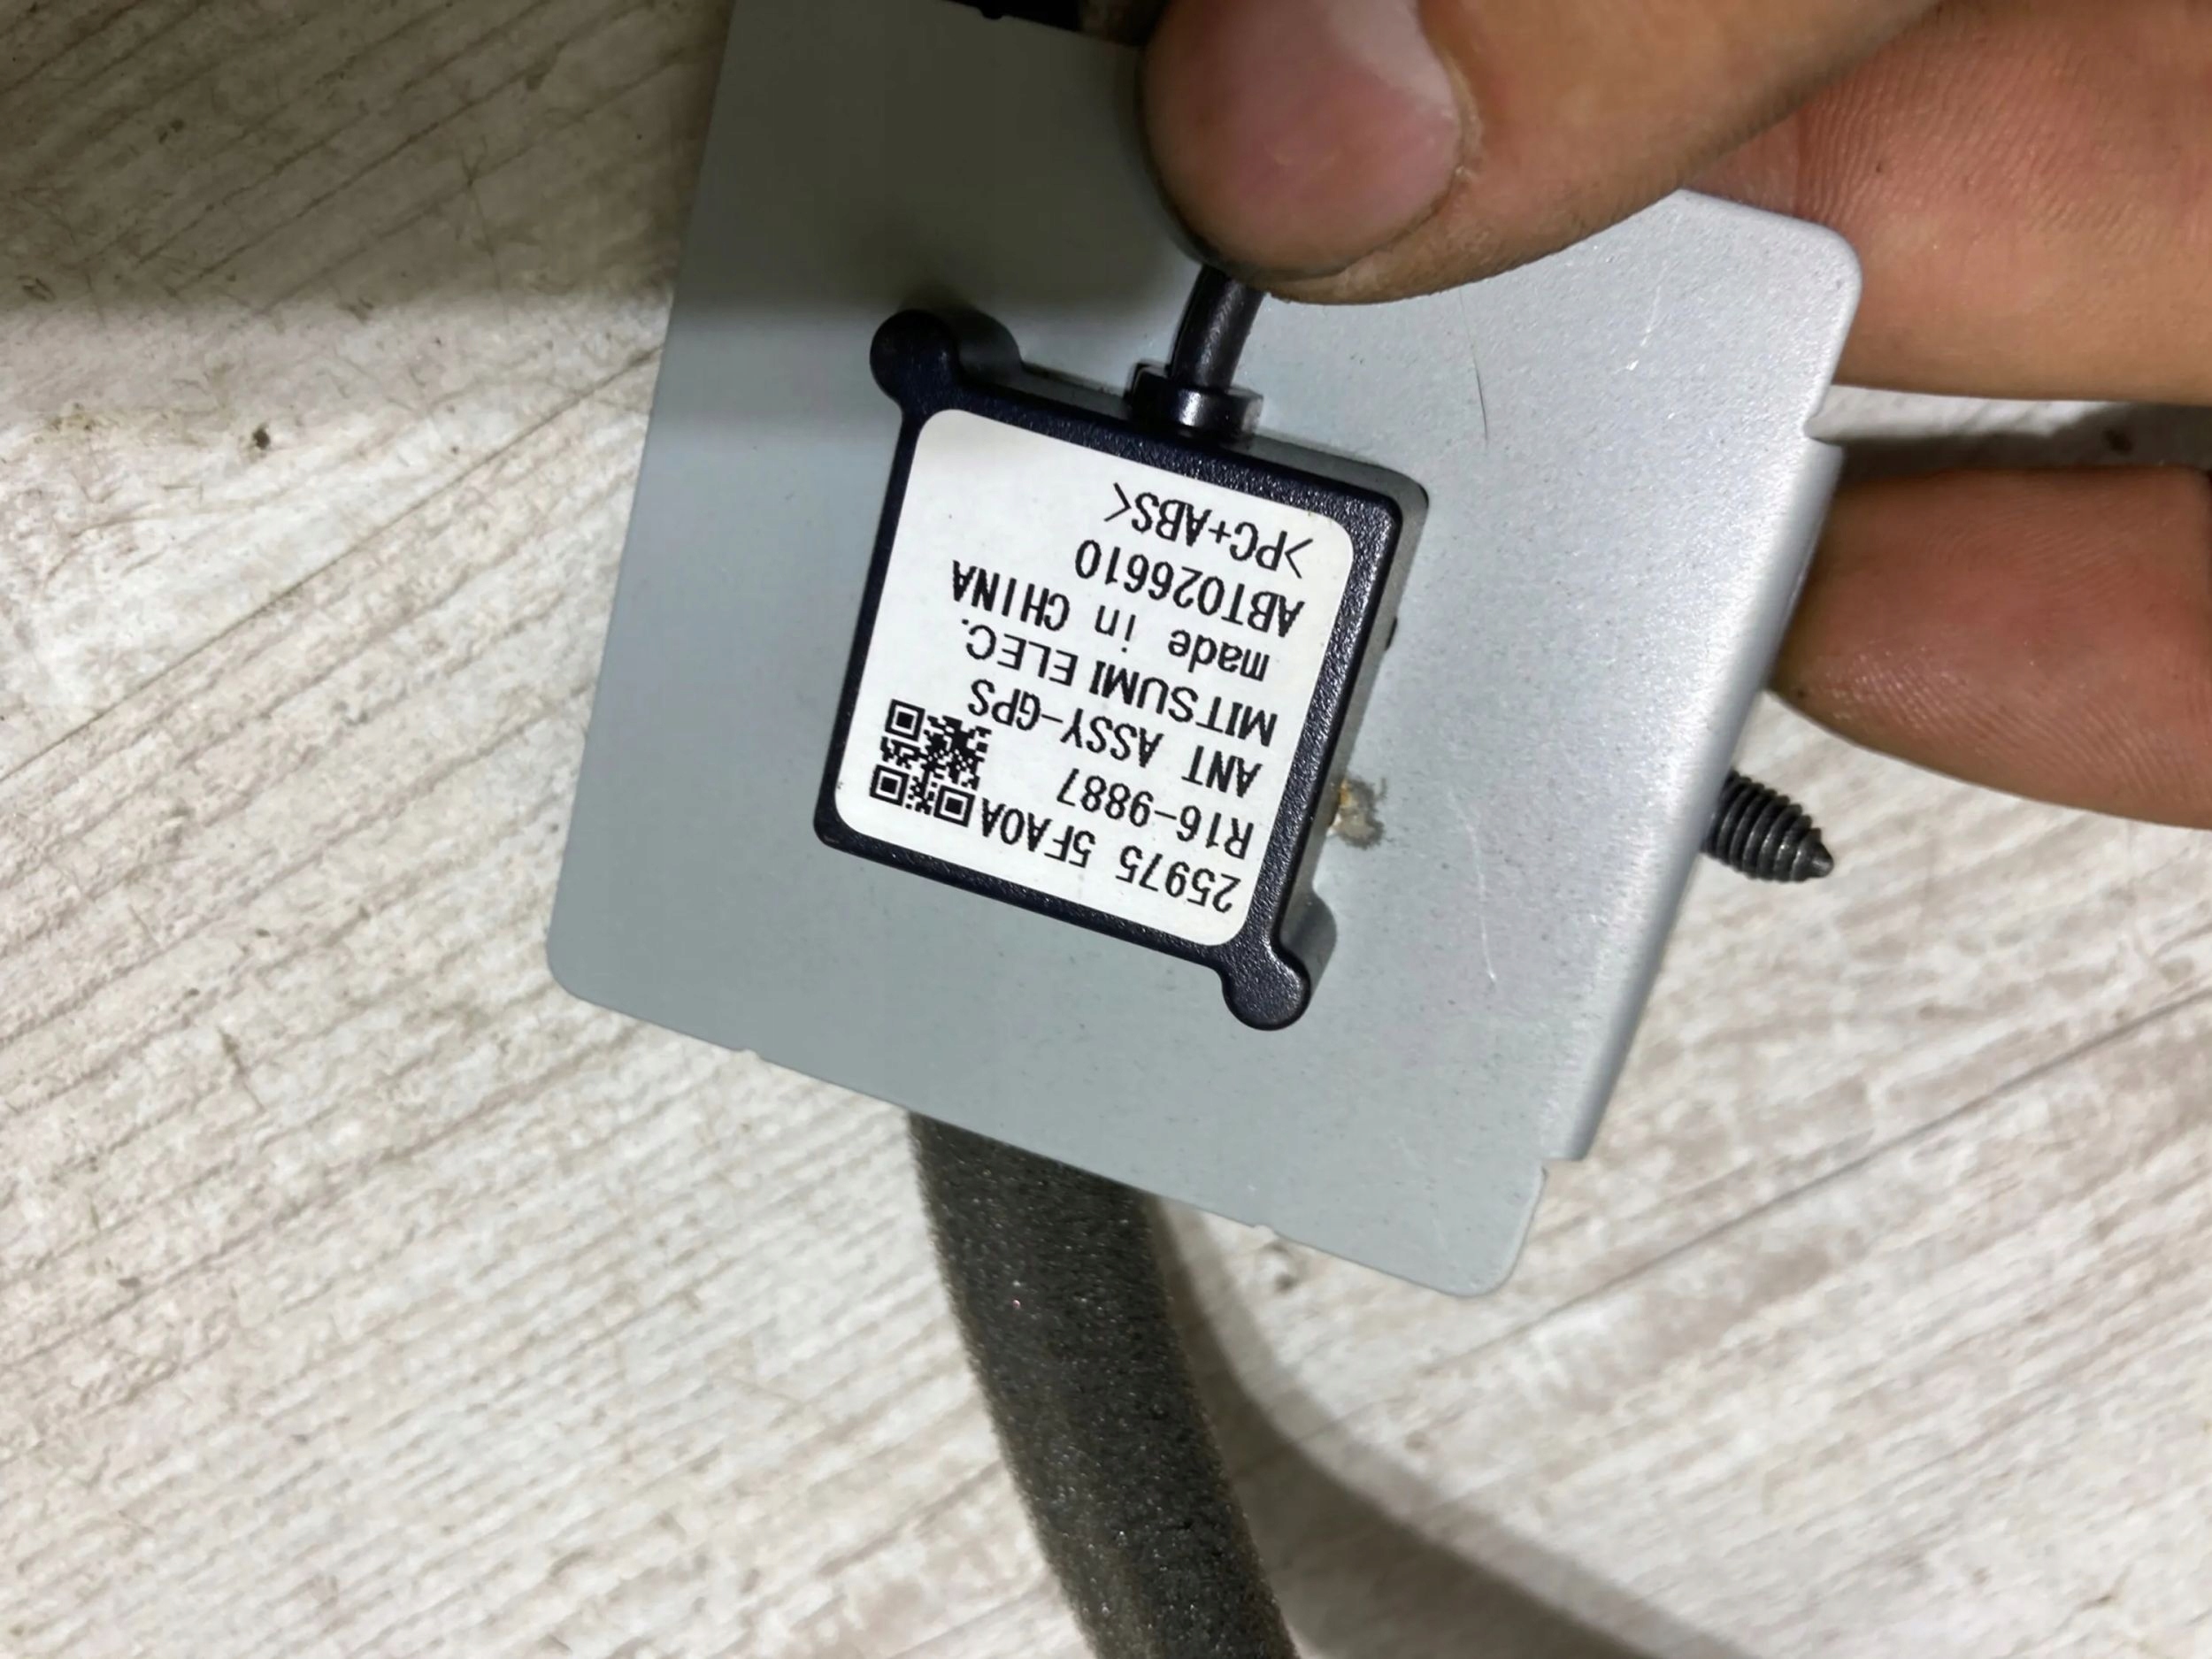 25975 5FA0A
R16-9887
ANT ASSY-GPS
MITSUMI ELEC.
made in CHINA
ABT026610
>PC+ABS<